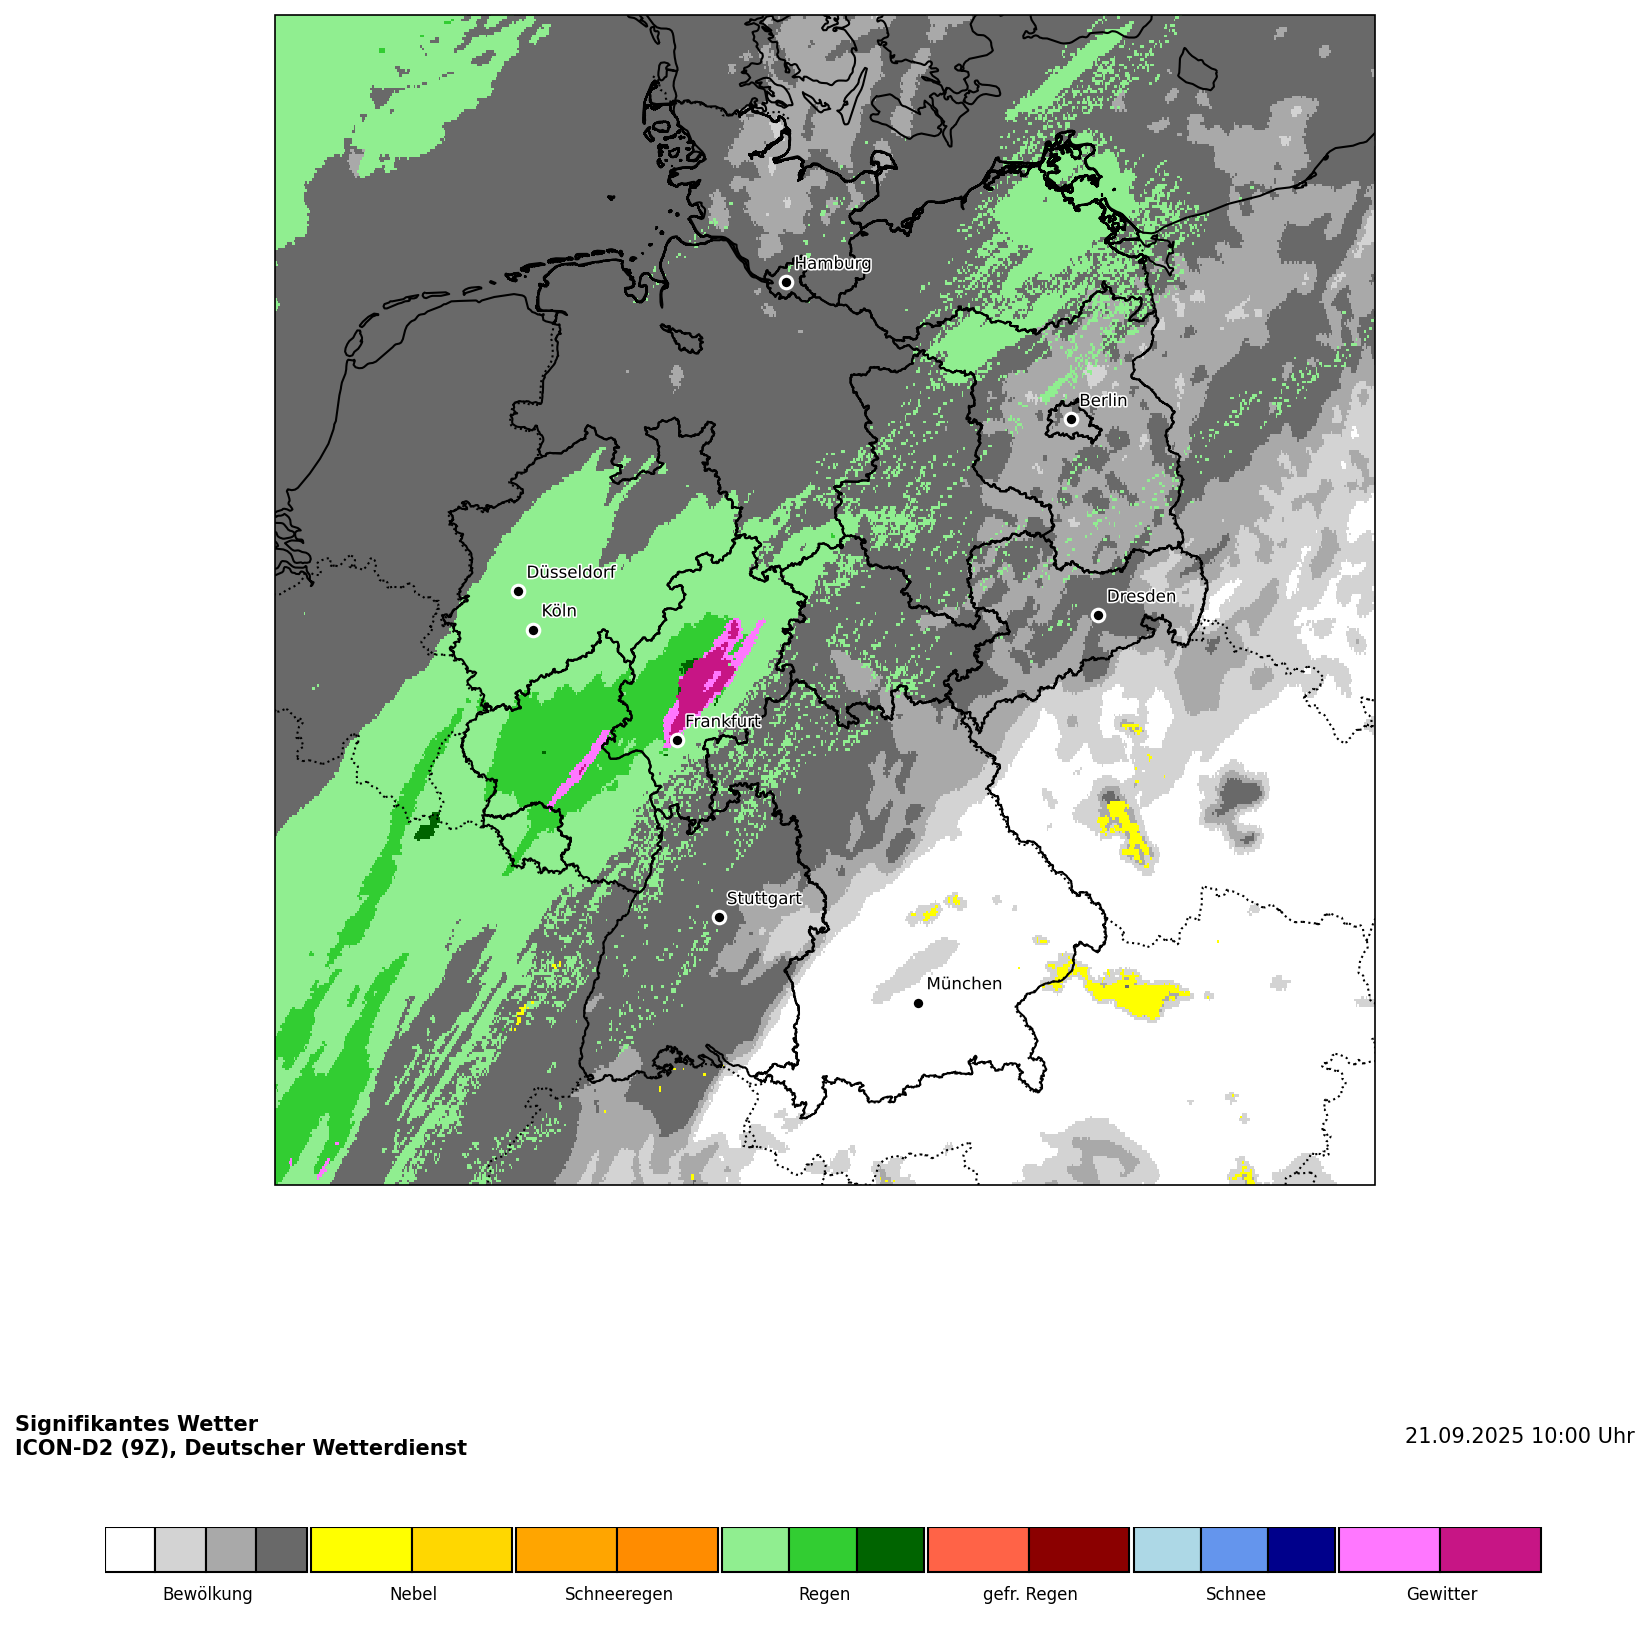 Hamburg
Berlin
Düsseldorf
Köln
Dresden
Frankfurt
Stuttgart
München
Signifikantes Wetter
ICON-D2 (9Z), Deutscher Wetterdienst
21.09.2025 10:00 Uhr
Bewölkung
Nebel
Schneeregen
Regen
gefr. Regen
Schnee
Gewitter